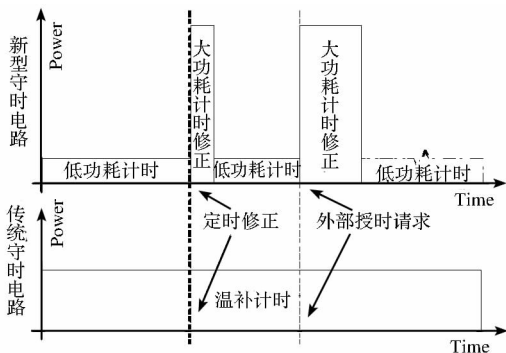 新型守时电路
Power
低功耗计时
大功耗计时修正
低功耗计时
大功耗计时修正
低功耗计时
Time
定时修正
外部授时请求
传统守时电路
Power
温补计时
Time